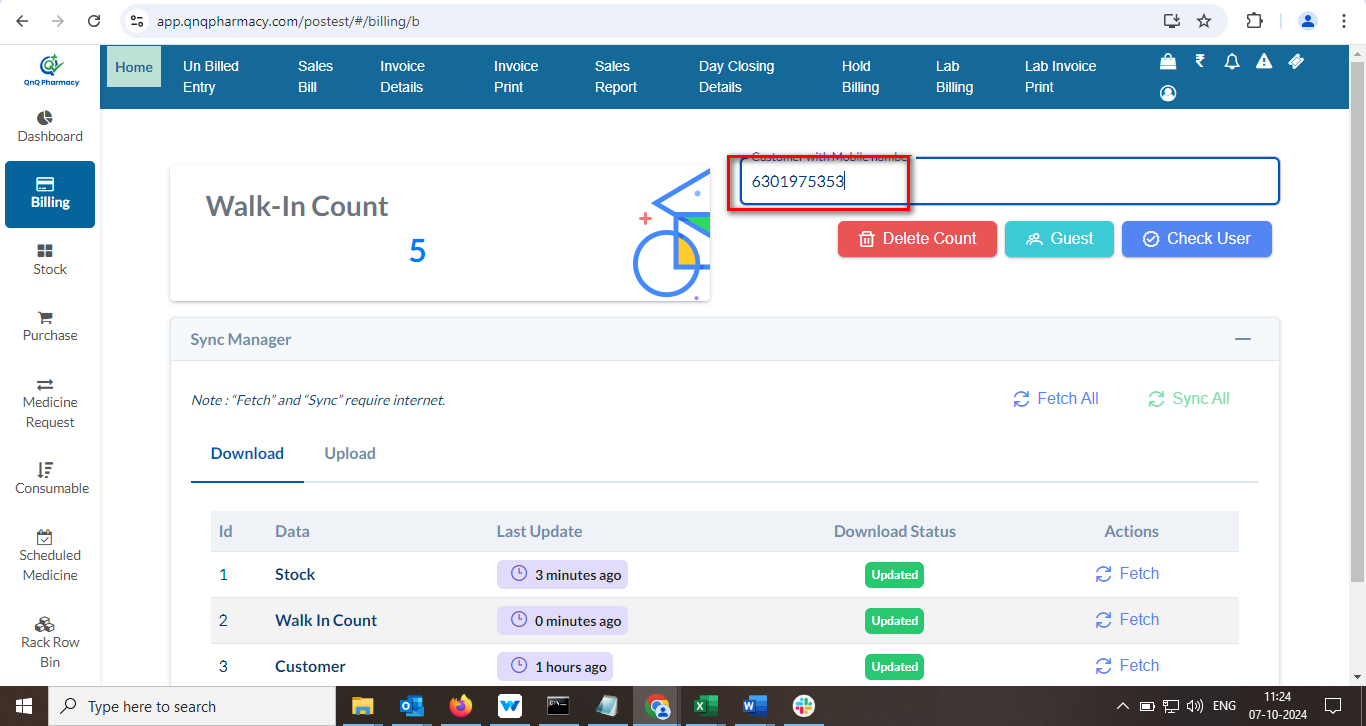 app.qnqpharmacy.com/postest/#/billing/b
QnQ Pharmacy
Home
Un Billed
Entry
Sales
Bill
Invoice
Details
Invoice
Print
Sales
Report
Day Closing
Details
Hold
Billing
Lab
Billing
Lab Invoice
Print
Dashboard
Billing
Stock
Purchase
Medicine
Request
Consumable
Scheduled
Medicine
Rack Row
Bin
Walk-In Count
5
Customer with Mobile number
6301975353
Delete Count
Guest
Check User
Sync Manager
Note : “Fetch” and “Sync” require internet.
Fetch All
Sync All
Download
Upload
Id Data Last Update Download Status Actions
1 Stock 3 minutes ago Updated Fetch
2 Walk In Count 0 minutes ago Updated Fetch
3 Customer 1 hours ago Updated Fetch
Type here to search
ENG
11:24
07-10-2024